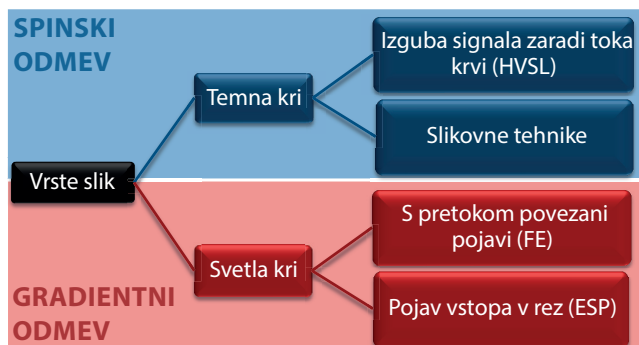 SPINSKI
ODMEV
Izguba signala zaradi toka
krvi (HVSL)
Temna kri
Slikovne tehnike
Vrste slik
S pretokom povezani
pojavi (FE)
Svetla kri
Pojav vstopa v rez (ESP)
GRADIENTNI
ODMEV